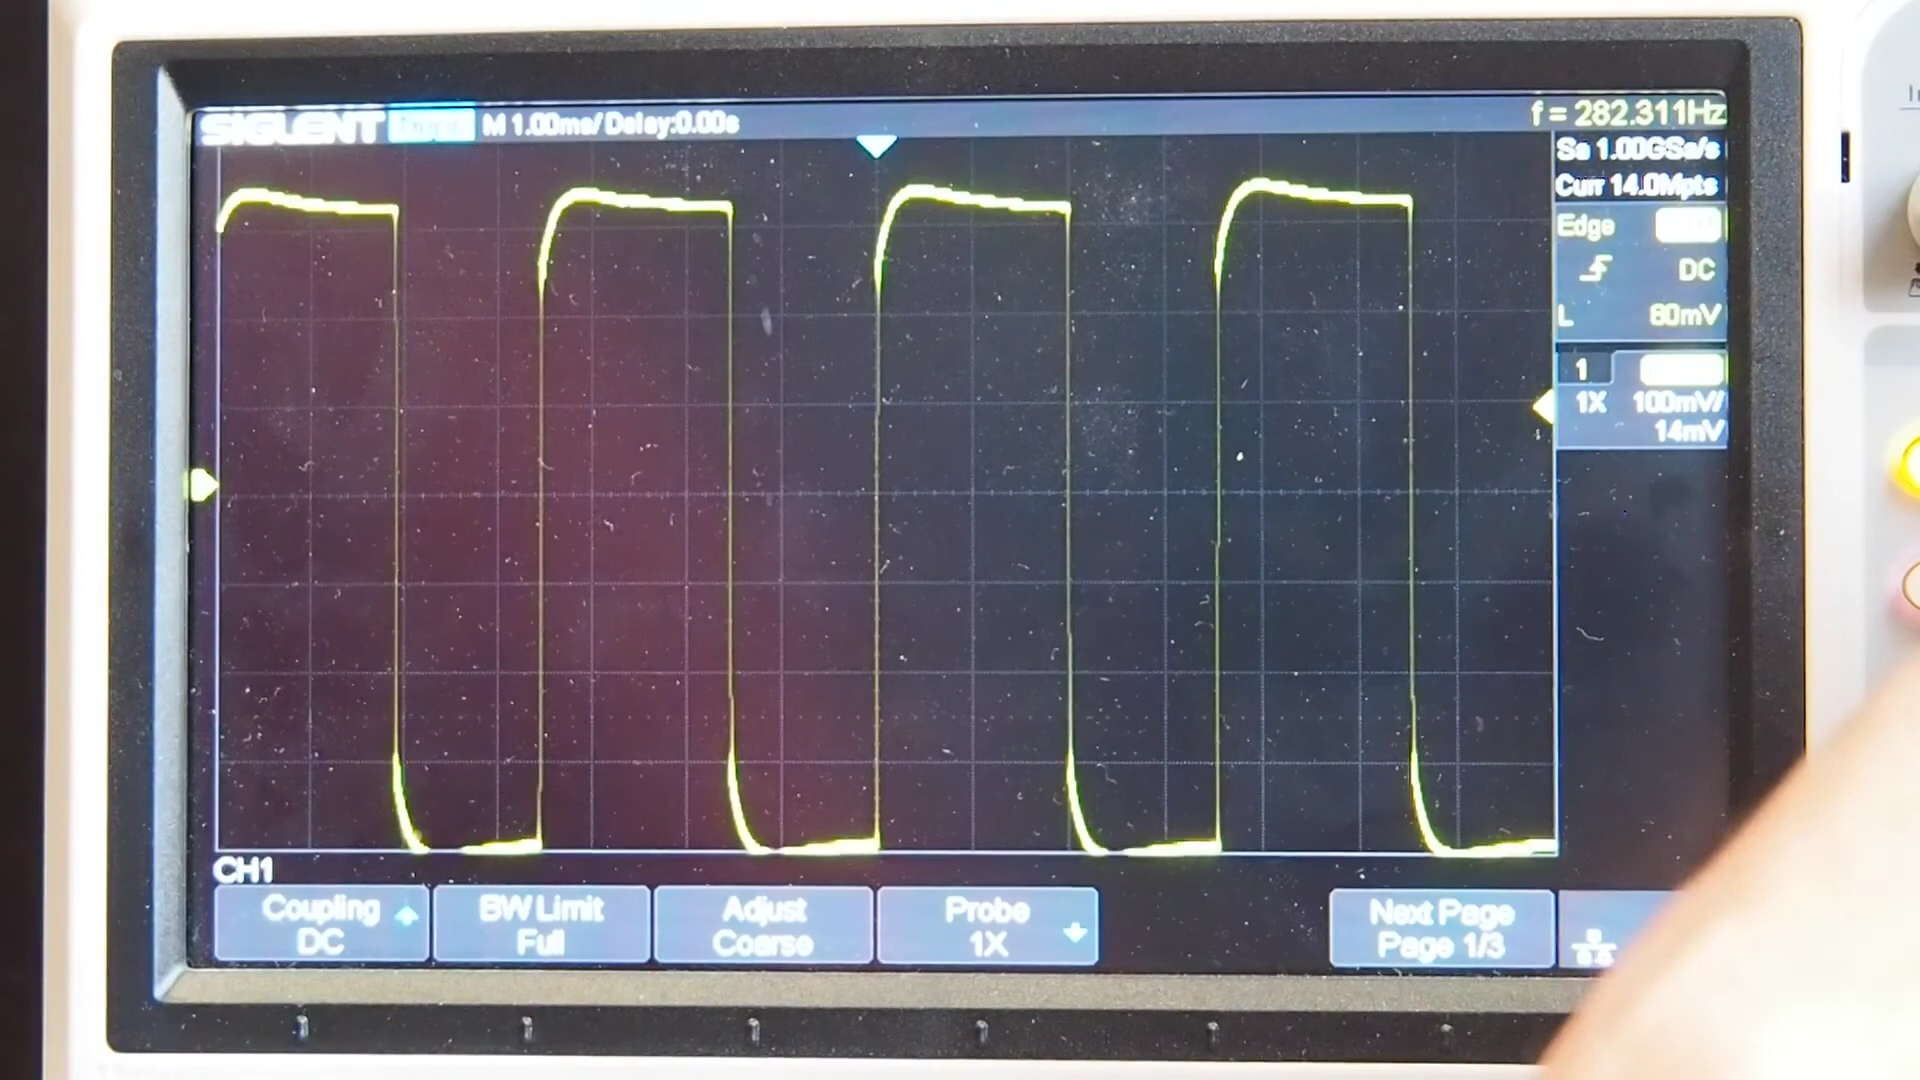 SIGLENT M 1.00ms/ Delay:0.00s
f = 282.311Hz
Sa 1.00GSa/s
Curr 14.0Mpts
Edge
DC
L 80mV
1
1X 100mV/
14mV
CH1
Coupling
DC
BW Limit
Full
Adjust
Coarse
Probe
1X
Next Page
Page 1/3